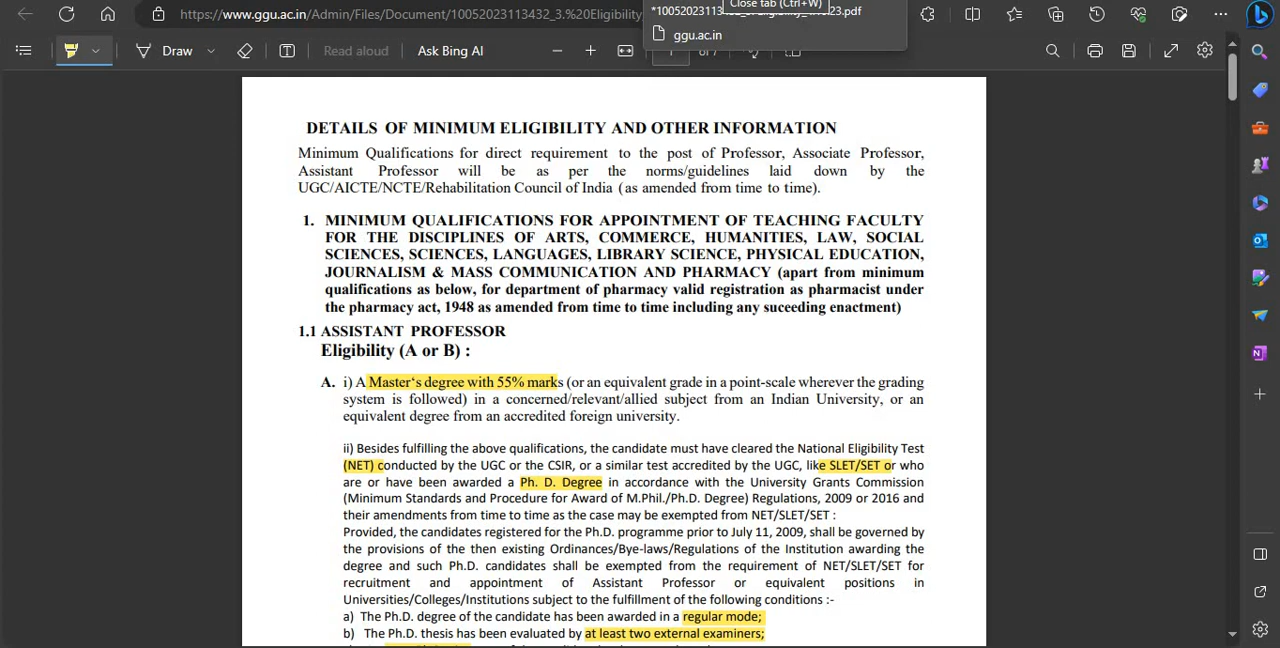 https://www.ggu.ac.in/Admin/Files/Document/10052023113432_3.%20Eligibility
Close tab (Ctrl+W)
ggu.ac.in
Draw
Read aloud
Ask Bing AI
DETAILS OF MINIMUM ELIGIBILITY AND OTHER INFORMATION
Minimum Qualifications for direct requirement to the post of Professor, Associate Professor,
Assistant Professor will be as per the norms/guidelines laid down by the
UGC/AICTE/NCTE/Rehabilitation Council of India (as amended from time to time).
1. MINIMUM QUALIFICATIONS FOR APPOINTMENT OF TEACHING FACULTY
FOR THE DISCIPLINES OF ARTS, COMMERCE, HUMANITIES, LAW, SOCIAL
SCIENCES, SCIENCES, LANGUAGES, LIBRARY SCIENCE, PHYSICAL EDUCATION,
JOURNALISM & MASS COMMUNICATION AND PHARMACY (apart from minimum
qualifications as below, for department of pharmacy valid registration as pharmacist under
the pharmacy act, 1948 as amended from time to time including any suceeding enactment)
1.1 ASSISTANT PROFESSOR
Eligibility (A or B) :
A. i) A Master‘s degree with 55% marks (or an equivalent grade in a point-scale wherever the grading
system is followed) in a concerned/relevant/allied subject from an Indian University, or an
equivalent degree from an accredited foreign university.
ii) Besides fulfilling the above qualifications, the candidate must have cleared the National Eligibility Test
(NET) conducted by the UGC or the CSIR, or a similar test accredited by the UGC, like SLET/SET or who
are or have been awarded a Ph. D. Degree in accordance with the University Grants Commission
(Minimum Standards and Procedure for Award of M.Phil./Ph.D. Degree) Regulations, 2009 or 2016 and
their amendments from time to time as the case may be exempted from NET/SLET/SET :
Provided, the candidates registered for the Ph.D. programme prior to July 11, 2009, shall be governed by
the provisions of the then existing Ordinances/Bye-laws/Regulations of the Institution awarding the
degree and such Ph.D. candidates shall be exempted from the requirement of NET/SLET/SET for
recruitment and appointment of Assistant Professor or equivalent positions in
Universities/Colleges/Institutions subject to the fulfillment of the following conditions :-
a) The Ph.D. degree of the candidate has been awarded in a regular mode;
b) The Ph.D. thesis has been evaluated by at least two external examiners;